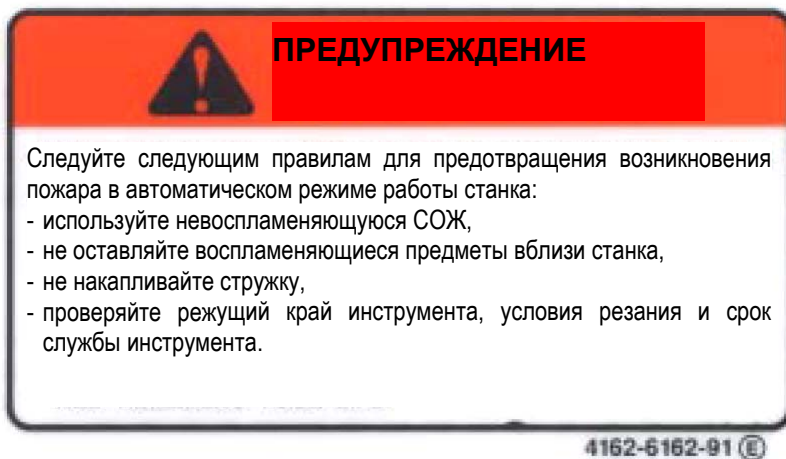 ПРЕДУПРЕЖДЕНИЕ
Следуйте следующим правилам для предотвращения возникновения
пожара в автоматическом режиме работы станка:
- используйте невоспламеняющуюся СОЖ,
- не оставляйте воспламеняющиеся предметы вблизи станка,
- не накапливайте стружку,
- проверяйте режущий край инструмента, условия резания и срок
службы инструмента.
4162-6162-91 Ⓔ